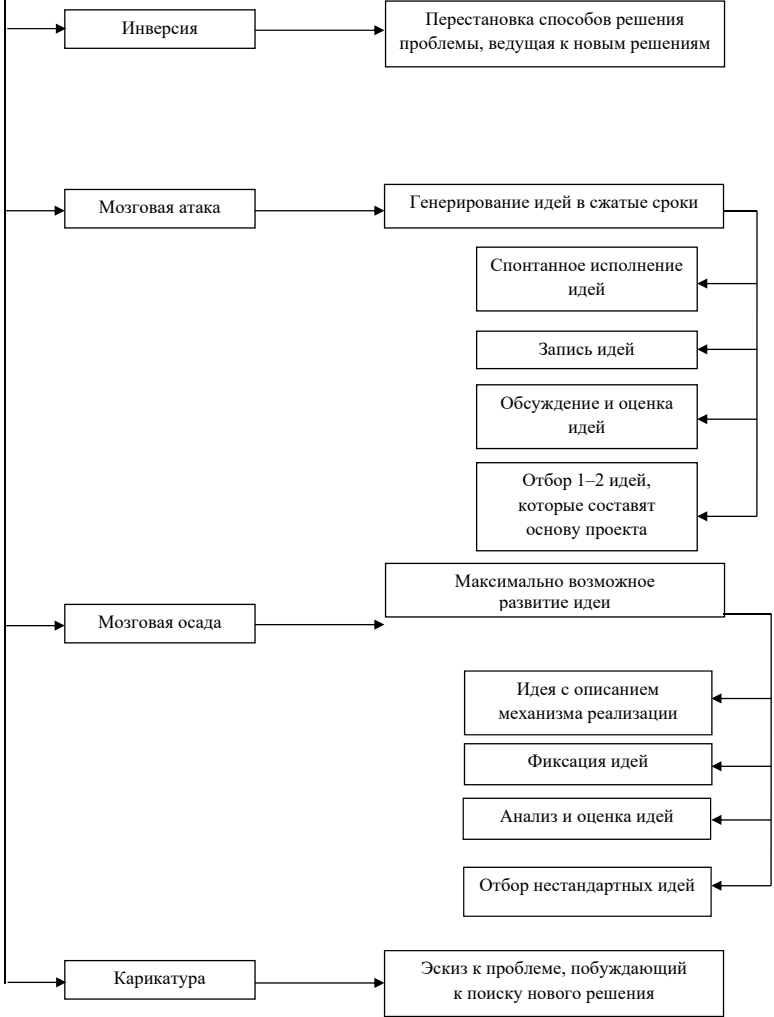 Инверсия
Перестановка способов решения
проблемы, ведущая к новым решениям
Мозговая атака
Генерирование идей в сжатые сроки
Спонтанное исполнение
идей
Запись идей
Обсуждение и оценка
идей
Отбор 1–2 идей,
которые составят
основу проекта
Мозговая осада
Максимально возможное
развитие идеи
Идея с описанием
механизма реализации
Фиксация идей
Анализ и оценка идей
Отбор нестандартных идей
Карикатура
Эскиз к проблеме, побуждающий
к поиску нового решения